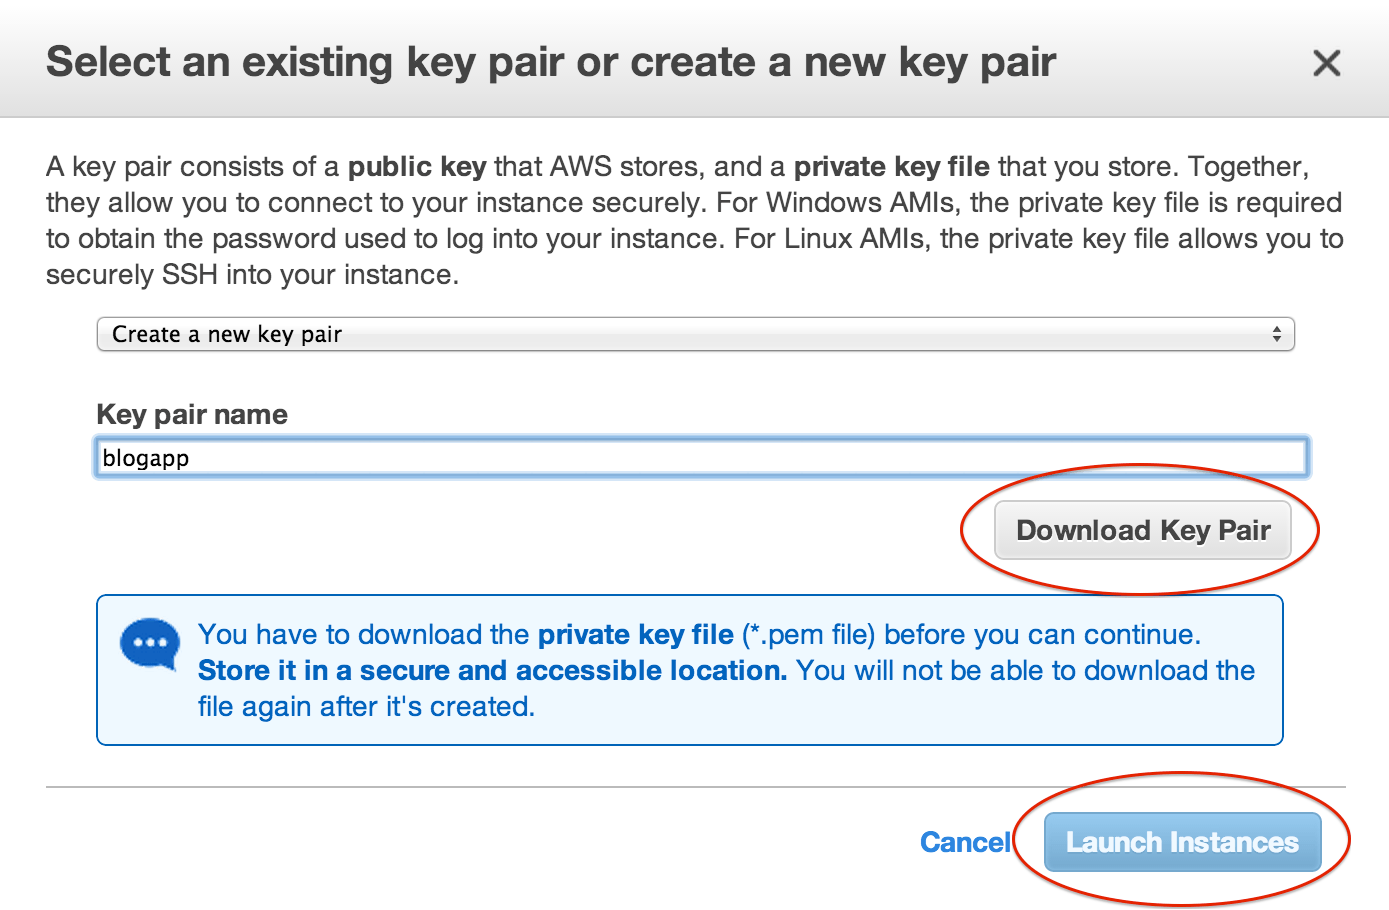 Select an existing key pair or create a new key pair
A key pair consists of a public key that AWS stores, and a private key file that you store. Together,
they allow you to connect to your instance securely. For Windows AMIs, the private key file is required
to obtain the password used to log into your instance. For Linux AMIs, the private key file allows you to
securely SSH into your instance.
Create a new key pair
Key pair name
blogapp
Download Key Pair
You have to download the private key file (*.pem file) before you can continue.
Store it in a secure and accessible location. You will not be able to download the
file again after it's created.
Cancel
Launch Instances